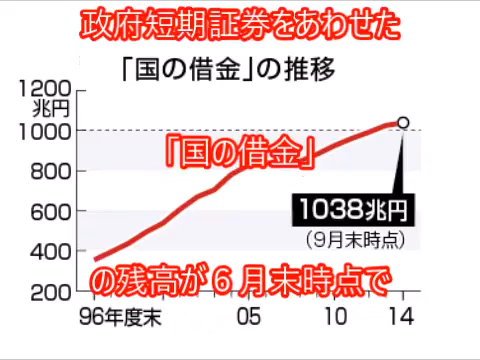 政府短期証券をあわせた
「国の借金」の推移
1200
兆円
1000
「国の借金」
800
1038兆円
600
(9月末時点)
400
の残高が6月末時点で
200
96年度末 05 10 14